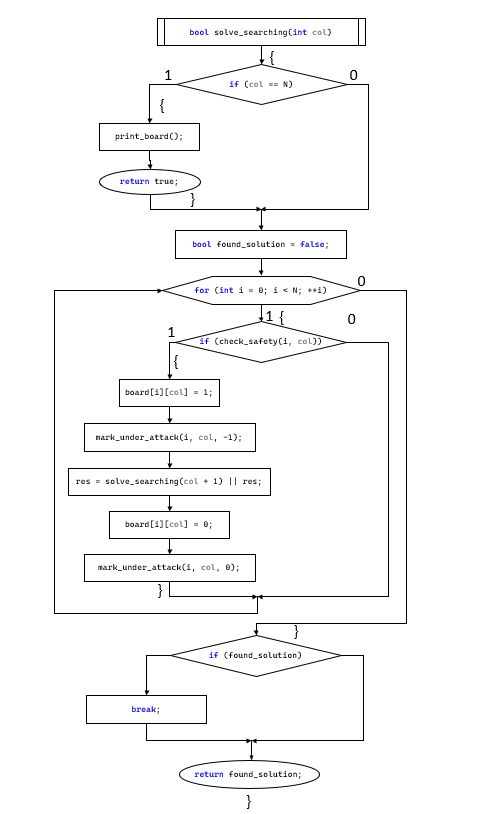 bool solve_searching(int col)
{
1
0
if (col == N)
{
print_board();
return true;
}
bool found_solution = false;
for (int i = 0; i < N; ++i)
0
1 {
0
1
if (check_safety(i, col))
{
board[i][col] = 1;
mark_under_attack(i, col, -1);
res = solve_searching(col + 1) || res;
board[i][col] = 0;
mark_under_attack(i, col, 0);
}
}
if (found_solution)
break;
return found_solution;
}